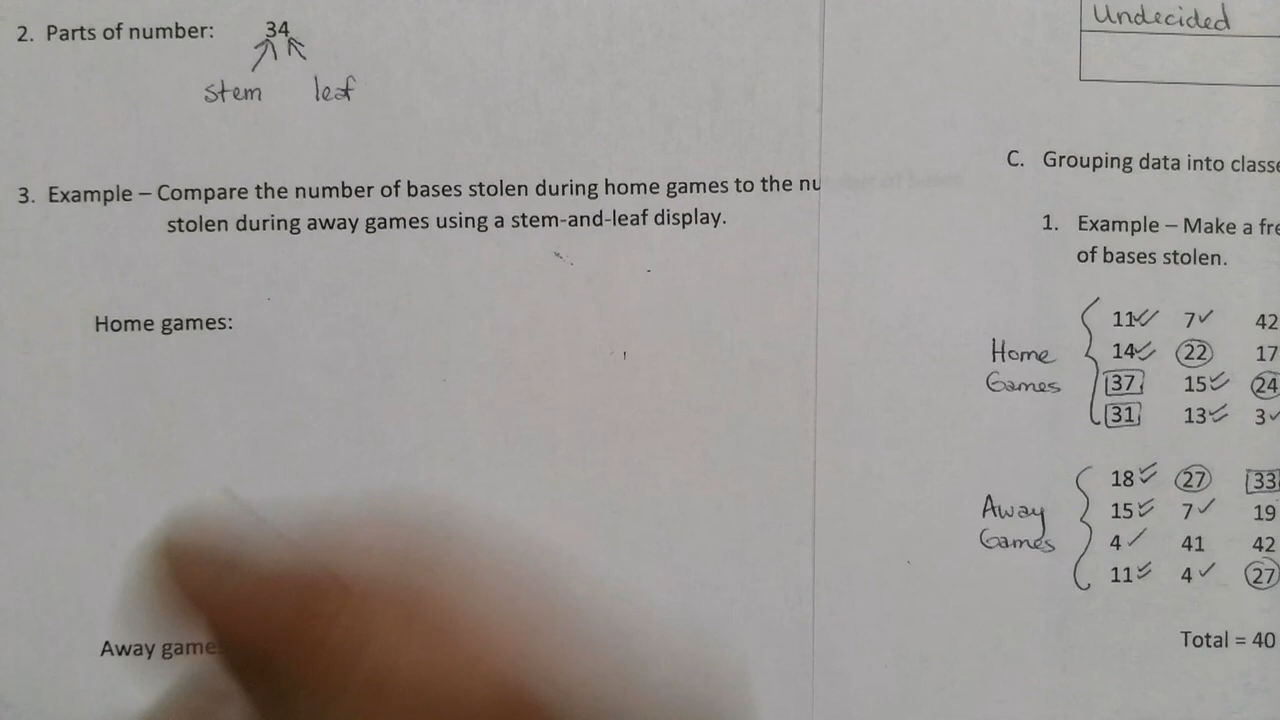 2. Parts of number: 34
stem leaf
3. Example – Compare the number of bases stolen during home games to the nu
stolen during away games using a stem-and-leaf display.
Home games:
Away game
Undecided
C. Grouping data into classe
1. Example – Make a fre
of bases stolen.
Home
Games
11 7 42
14 22 17
37 15 24
31 13 3
Away
Games
18 27 33
15 7 19
4 41 42
11 4 27
Total = 40